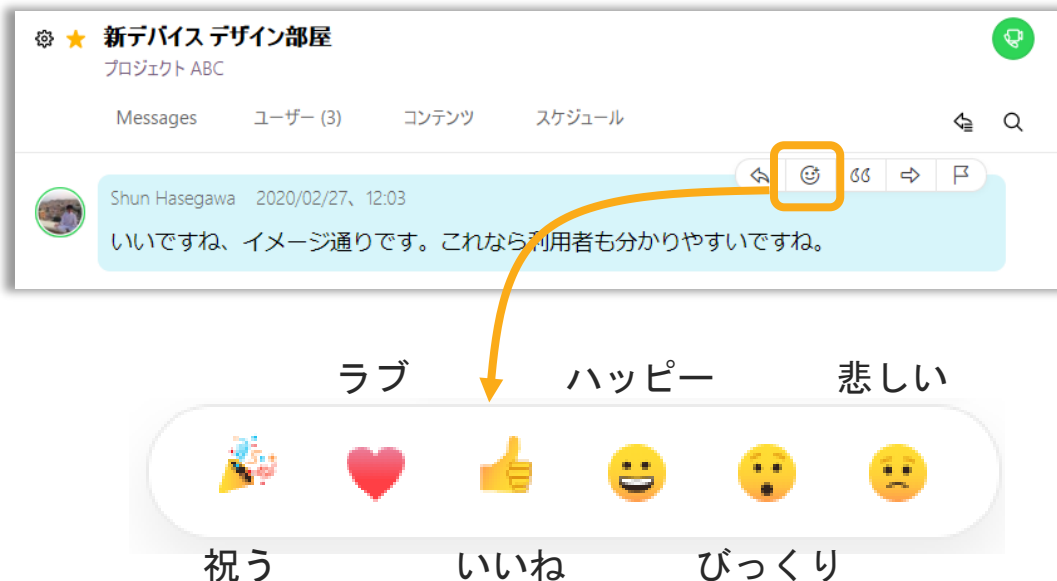 新デバイス デザイン部屋
プロジェクト ABC
Messages ユーザー (3) コンテンツ スケジュール
Shun Hasegawa 2020/02/27、12:03
いいですね、イメージ通りです。これなら利用者も分かりやすいですね。
ラブ ハッピー 悲しい
祝う いいね びっくり